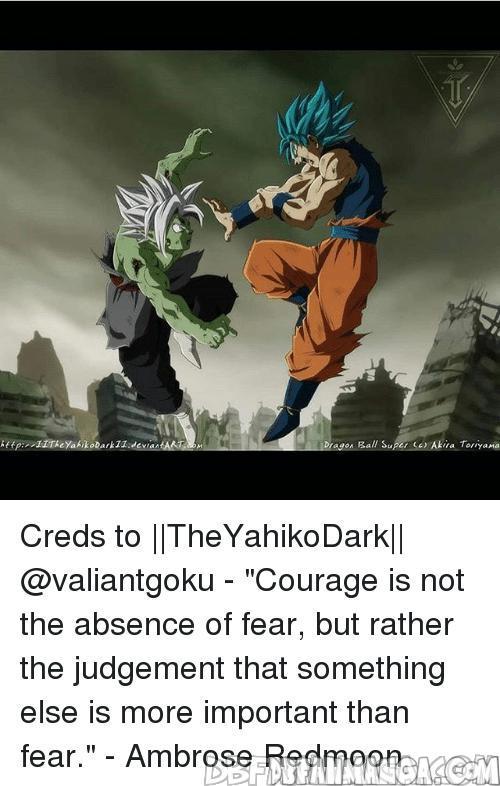 T
http://IITheYahikoDarkII.deviantART.com
Dragon Ball Super (c) Akira Toriyama
Creds to ||TheYahikoDark||
@valiantgoku - "Courage is not
the absence of fear, but rather
the judgement that something
else is more important than
fear." - Ambrose Redmoon